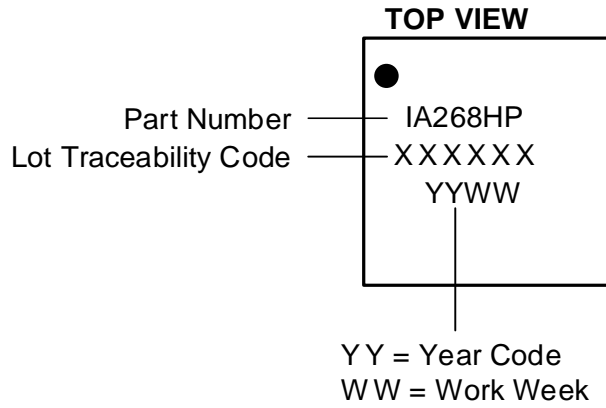 TOP VIEW
Part Number
IA268HP
Lot Traceability Code
XXXXXX
YYWW
YY = Year Code
WW = Work Week